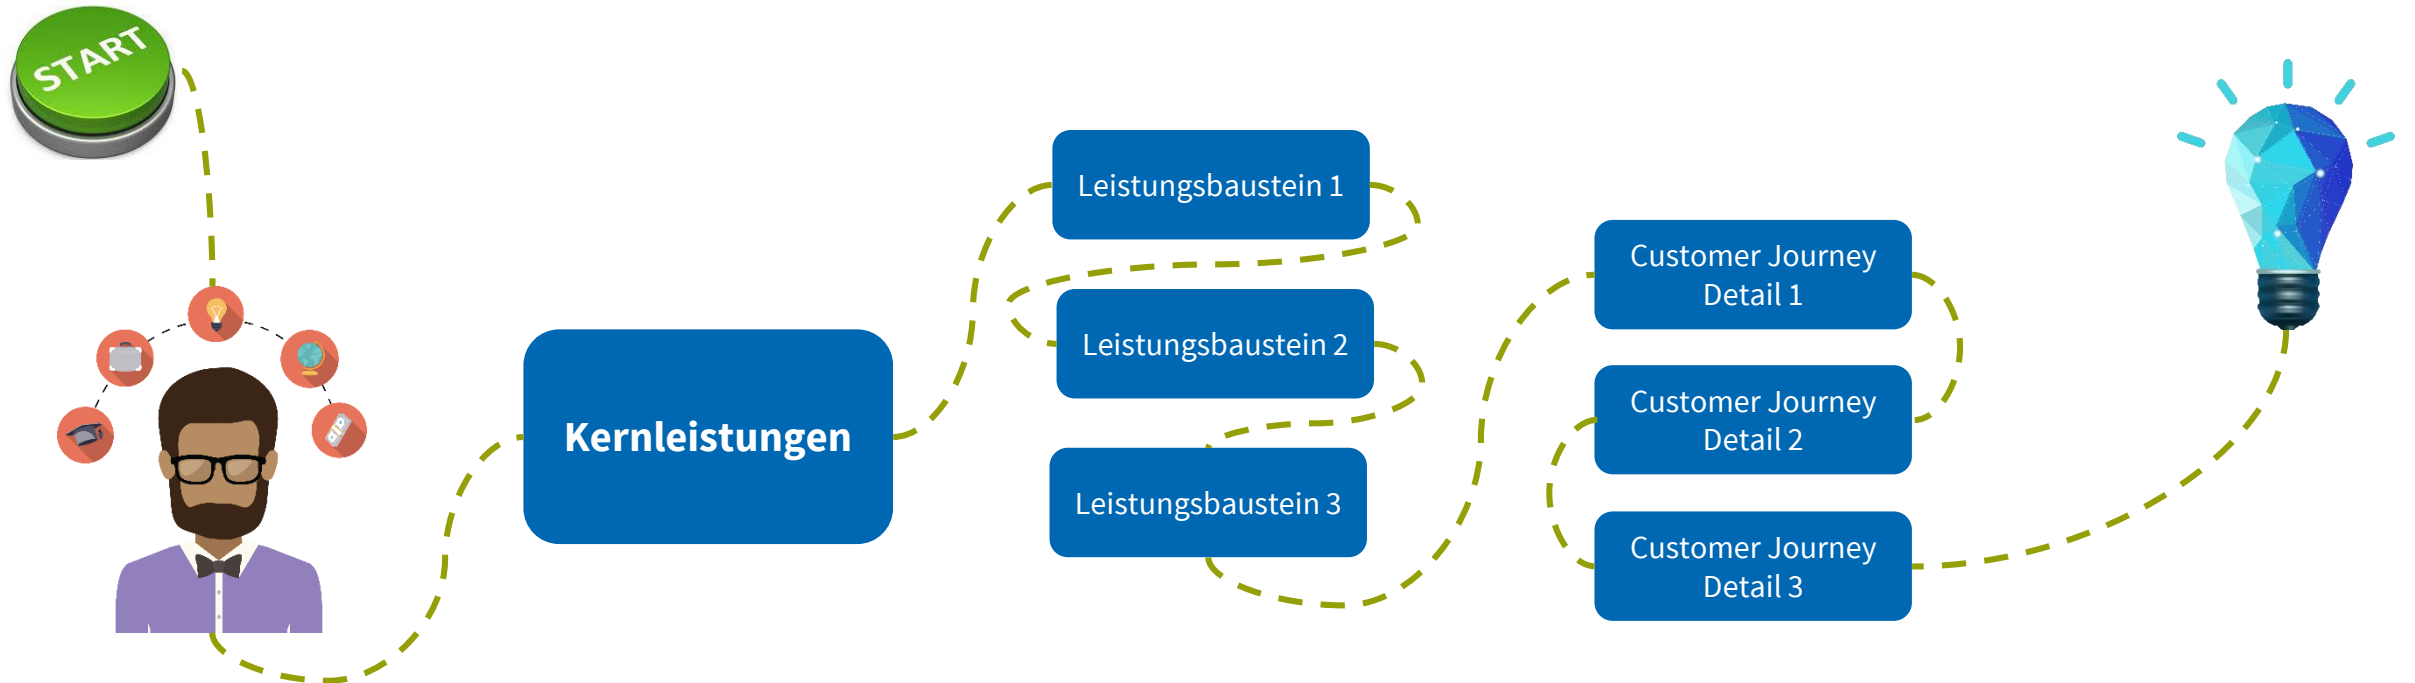 START
Kernleistungen
Leistungsbaustein 1
Leistungsbaustein 2
Leistungsbaustein 3
Customer Journey
Detail 1
Customer Journey
Detail 2
Customer Journey
Detail 3